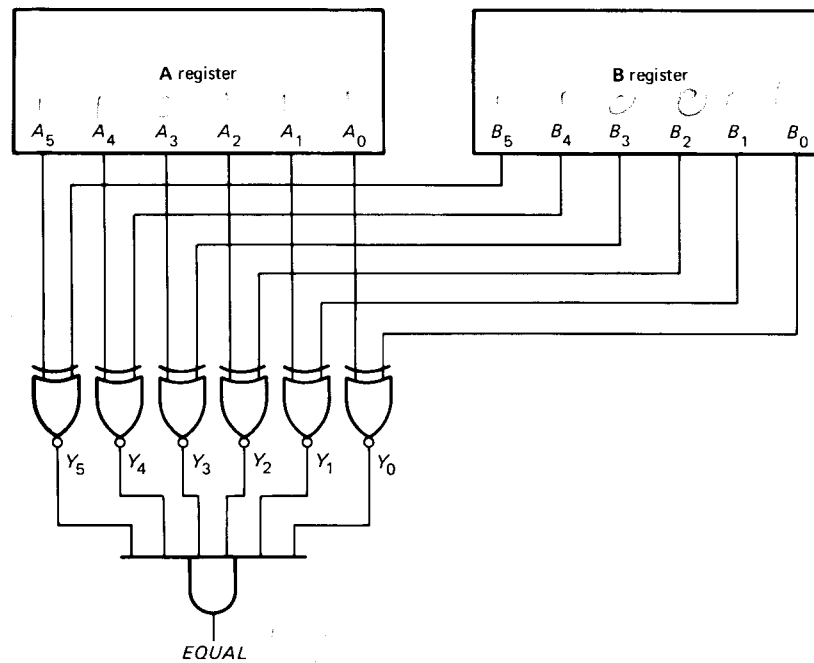 A register
B register
A5 A4 A3 A2 A1 A0
B5 B4 B3 B2 B1 B0
Y5 Y4 Y3 Y2 Y1 Y0
EQUAL